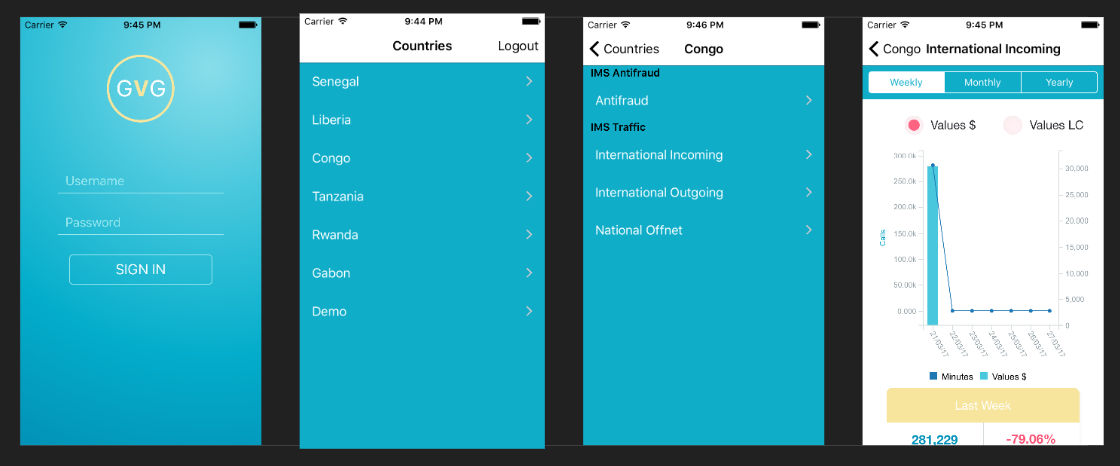 Carrier 9:45 PM
GVG
Username
Password
SIGN IN
Carrier 9:44 PM
Countries Logout
Senegal
Liberia
Congo
Tanzania
Rwanda
Gabon
Demo
Carrier 9:46 PM
Countries Congo
IMS Antifraud
Antifraud
IMS Traffic
International Incoming
International Outgoing
National Offnet
Carrier 9:45 PM
Congo International Incoming
Weekly Monthly Yearly
Values $ Values LC
Calls
300.0k
250.0k
200.0k
150.0k
100.0k
50.00k
0.000
30,000
25,000
20,000
15,000
10,000
5,000
0
21/03/17
22/03/17
23/03/17
24/03/17
25/03/17
26/03/17
27/03/17
Minutes Values $
Last Week
281,229 -79.06%